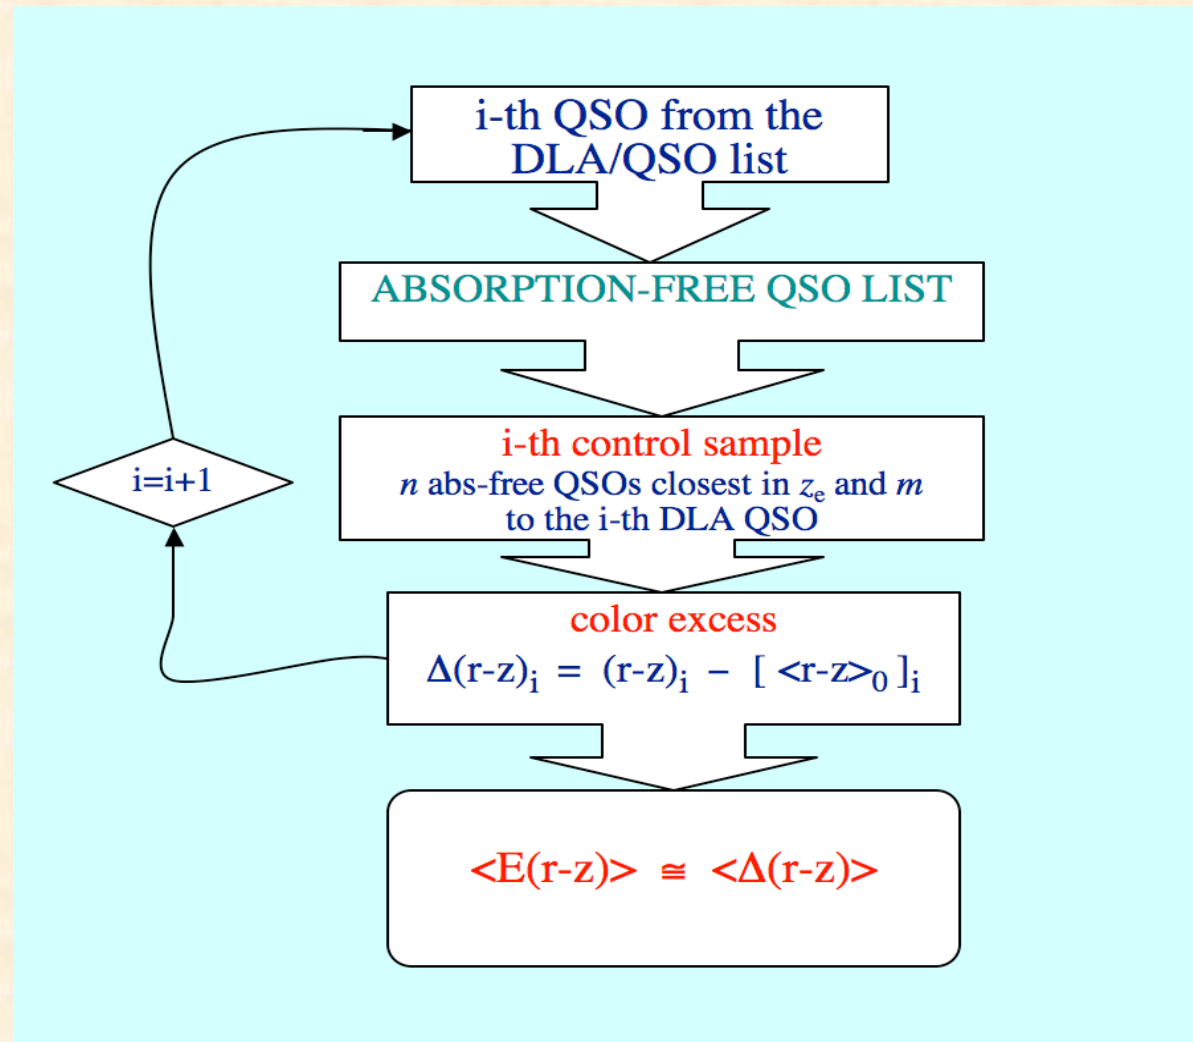 i-th QSO from the
DLA/QSO list
ABSORPTION-FREE QSO LIST
i-th control sample
n abs-free QSOs closest in zₑ and m
to the i-th DLA QSO
i=i+1
color excess
Δ(r-z)ᵢ = (r-z)ᵢ − [ <r-z>₀ ]ᵢ
<E(r-z)> ≅ <Δ(r-z)>